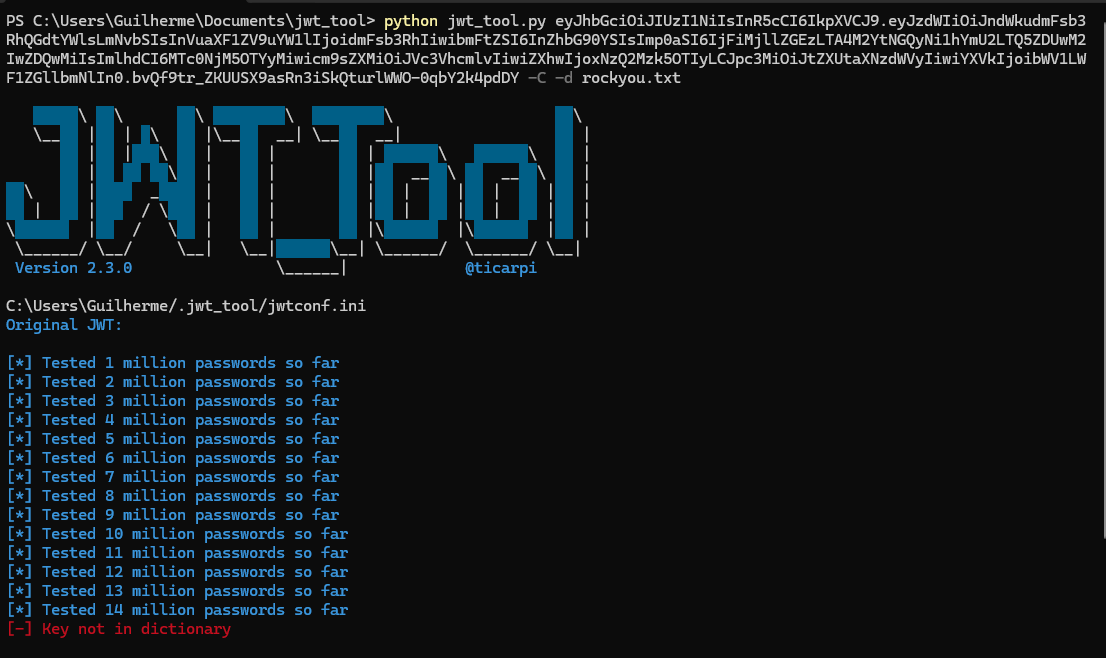 PS C:\Users\Guilherme\Documents\jwt_tool> python jwt_tool.py eyJhbGciOiJIUzI1NiIsInR5cCI6IkpXVCJ9.eyJzdWIiOiJndWkudmFsb3
RhQGdtYWlsLmNvbSIsInVuaXF1ZV9uYW1lIjoidmFsb3RhIiwibmFtZSI6InZhbG90YSIsImp0aSI6IjFiMjllZGEzLTA4M2YtNGQyNi1hYmU2LTQ5ZDUwM2
IwZDQwMiIsImlhdCI6MTc0NjM5OTYyMiwicm9sZXMiOiJVc3VhcmlvIiwiZXhwIjoxNzQ2Mzk5OTIyLCJpc3MiOiJtZXUtaXNzdWVyIiwiYXVkIjoibWV1LW
F1ZGllbmNlIn0.bvQf9tr_ZKUUSX9asRn3iSkQturlWWO-0qbY2k4pdDY -C -d rockyou.txt
JWT_Tool
Version 2.3.0 @ticarpi
C:\Users\Guilherme/.jwt_tool/jwtconf.ini
Original JWT:
[*] Tested 1 million passwords so far
[*] Tested 2 million passwords so far
[*] Tested 3 million passwords so far
[*] Tested 4 million passwords so far
[*] Tested 5 million passwords so far
[*] Tested 6 million passwords so far
[*] Tested 7 million passwords so far
[*] Tested 8 million passwords so far
[*] Tested 9 million passwords so far
[*] Tested 10 million passwords so far
[*] Tested 11 million passwords so far
[*] Tested 12 million passwords so far
[*] Tested 13 million passwords so far
[*] Tested 14 million passwords so far
[-] Key not in dictionary